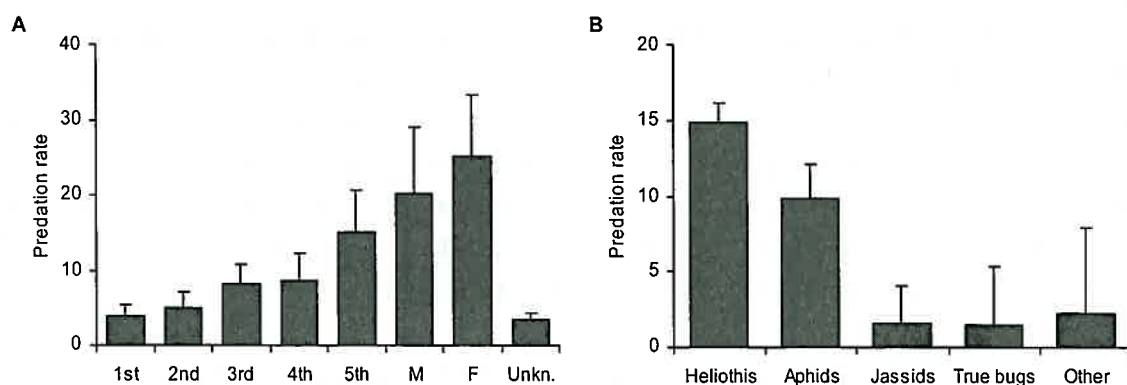 A
40
30
20
10
0
Predation rate
1st 2nd 3rd 4th 5th M F Unkn.
B
20
15
10
5
0
Predation rate
Heliothis Aphids Jassids True bugs Other